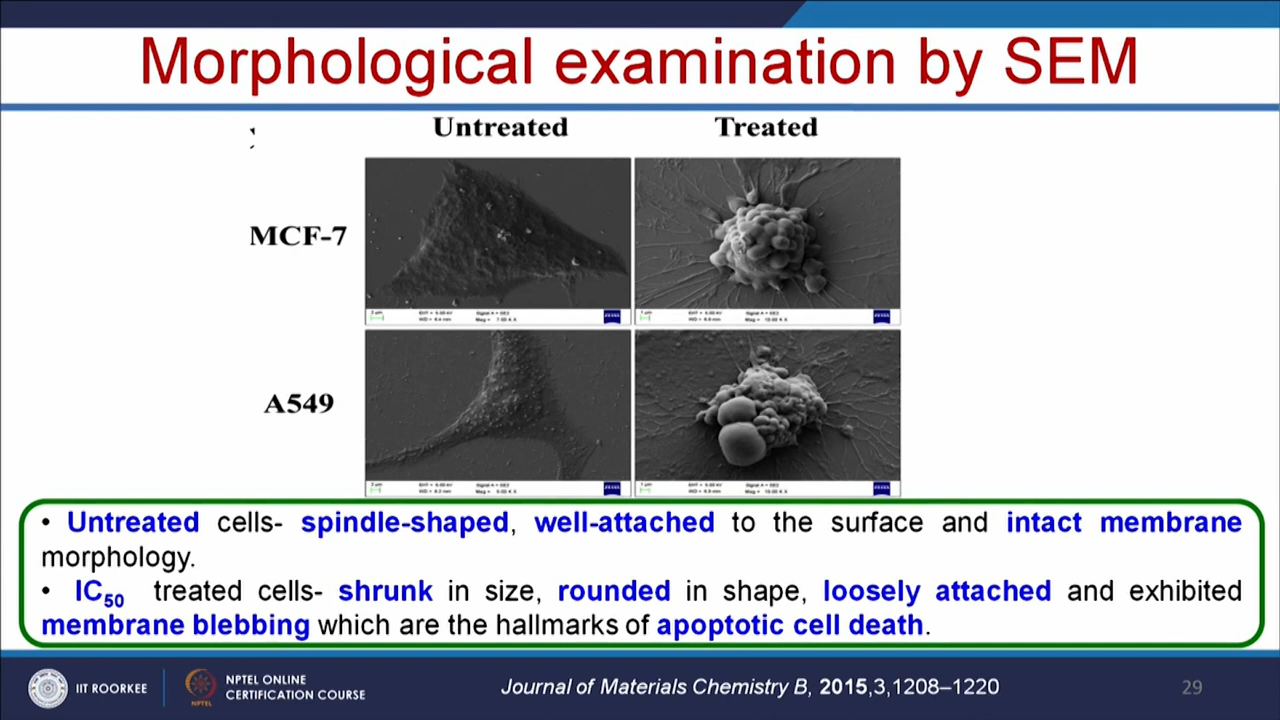 Morphological examination by SEM
Untreated Treated
MCF-7
A549
• Untreated cells- spindle-shaped, well-attached to the surface and intact membrane
morphology.
• IC50 treated cells- shrunk in size, rounded in shape, loosely attached and exhibited
membrane blebbing which are the hallmarks of apoptotic cell death.
IIT ROORKEE
NPTEL ONLINE
CERTIFICATION COURSE
NPTEL
Journal of Materials Chemistry B, 2015,3,1208–1220
29